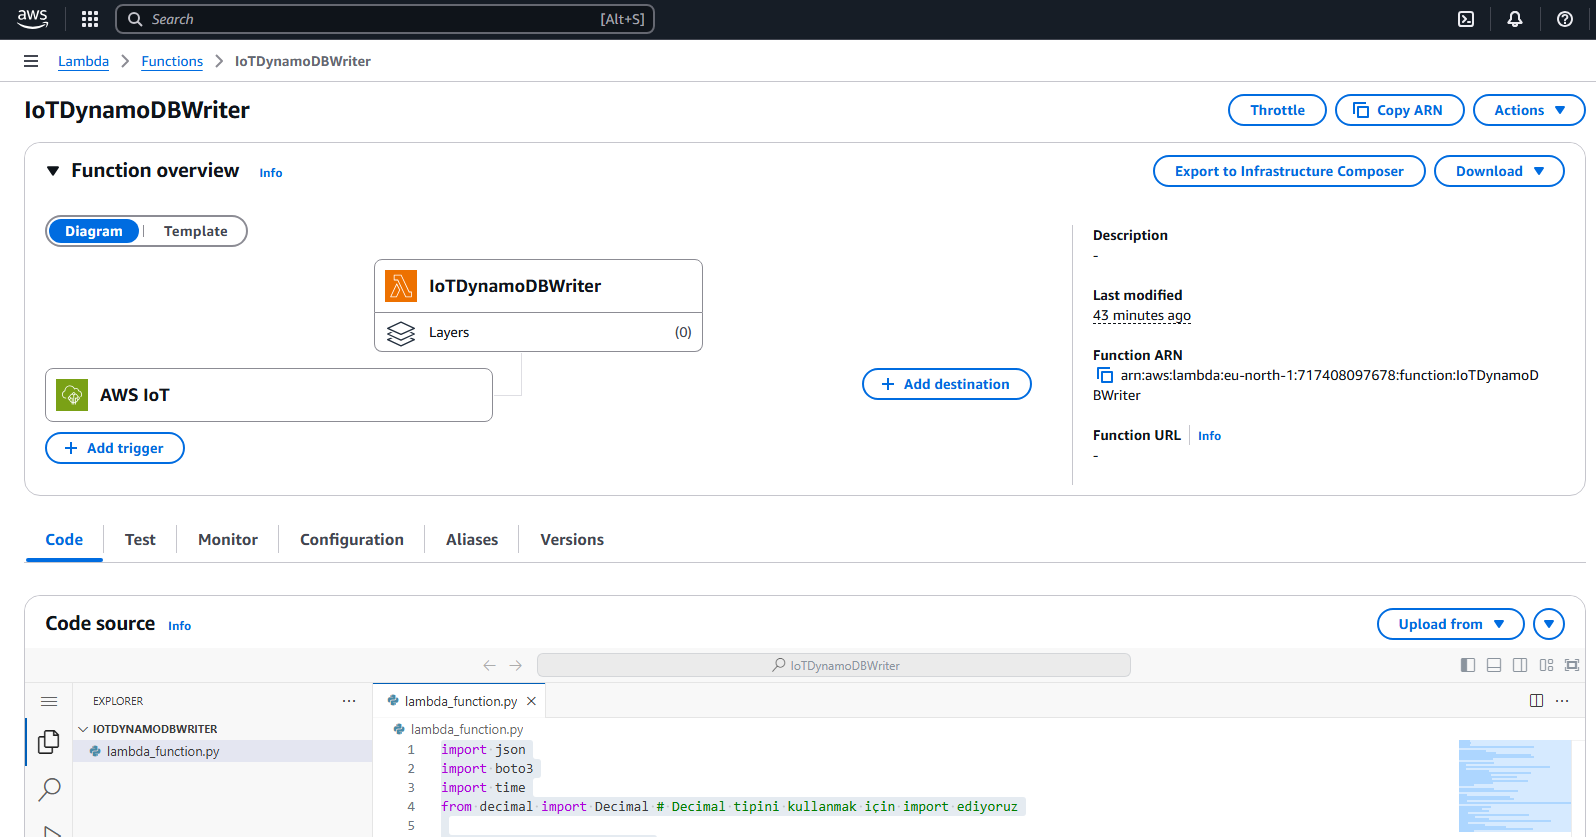 aws
Search [Alt+S]
Lambda Functions IoTDynamoDBWriter
IoTDynamoDBWriter
Throttle Copy ARN Actions
Function overview Info
Export to Infrastructure Composer Download
Diagram Template
IoTDynamoDBWriter
Layers (0)
AWS IoT
Add trigger
Add destination
Description
-
Last modified
43 minutes ago
Function ARN
arn:aws:lambda:eu-north-1:717408097678:function:IoTDynamoD
BWriter
Function URL Info
-
Code Test Monitor Configuration Aliases Versions
Code source Info
Upload from
IoTDynamoDBWriter
EXPLORER
IOTDYNAMODBWRITER
lambda_function.py
lambda_function.py
lambda_function.py
1 import json
2 import boto3
3 import time
4 from decimal import Decimal # Decimal tipini kullanmak için import ediyoruz
5